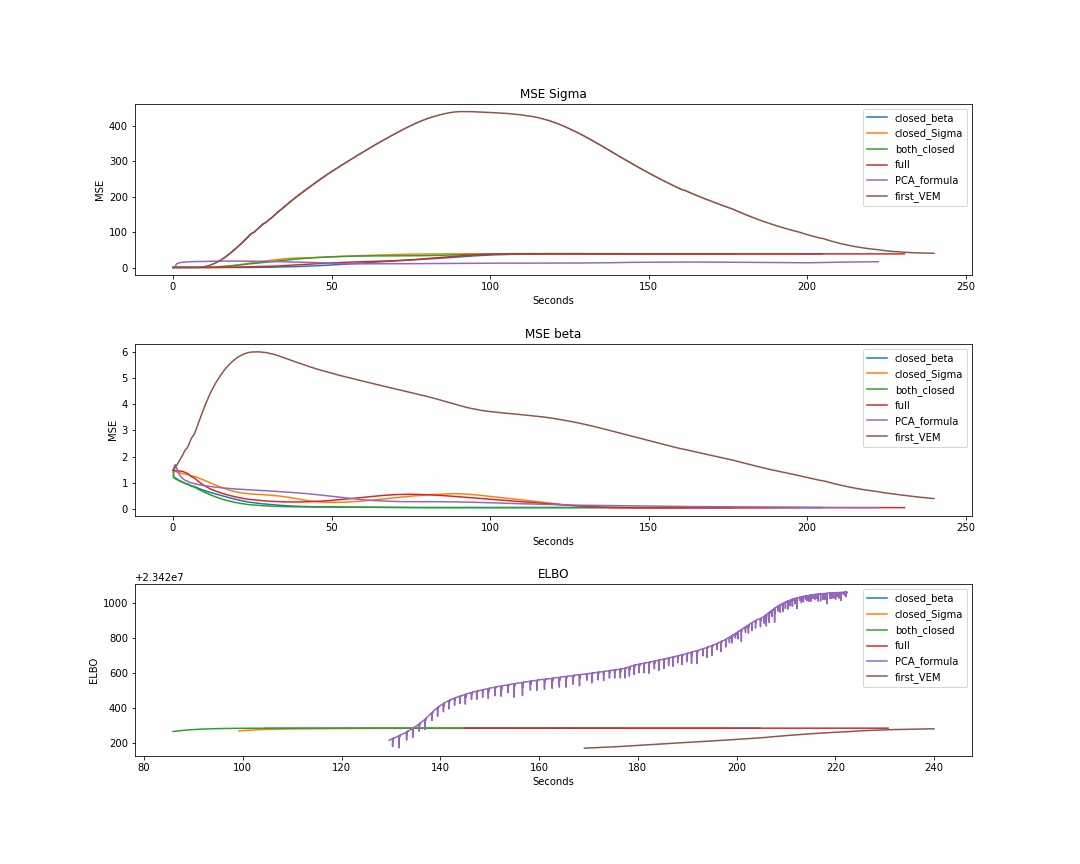 MSE Sigma
400
300
200
100
0
MSE
0 50 100 150 200 250
Seconds
closed_beta
closed_Sigma
both_closed
full
PCA_formula
first_VEM
MSE beta
6
5
4
3
2
1
0
MSE
0 50 100 150 200 250
Seconds
closed_beta
closed_Sigma
both_closed
full
PCA_formula
first_VEM
ELBO
+2.342e7
1000
800
600
400
200
ELBO
80 100 120 140 160 180 200 220 240
Seconds
closed_beta
closed_Sigma
both_closed
full
PCA_formula
first_VEM